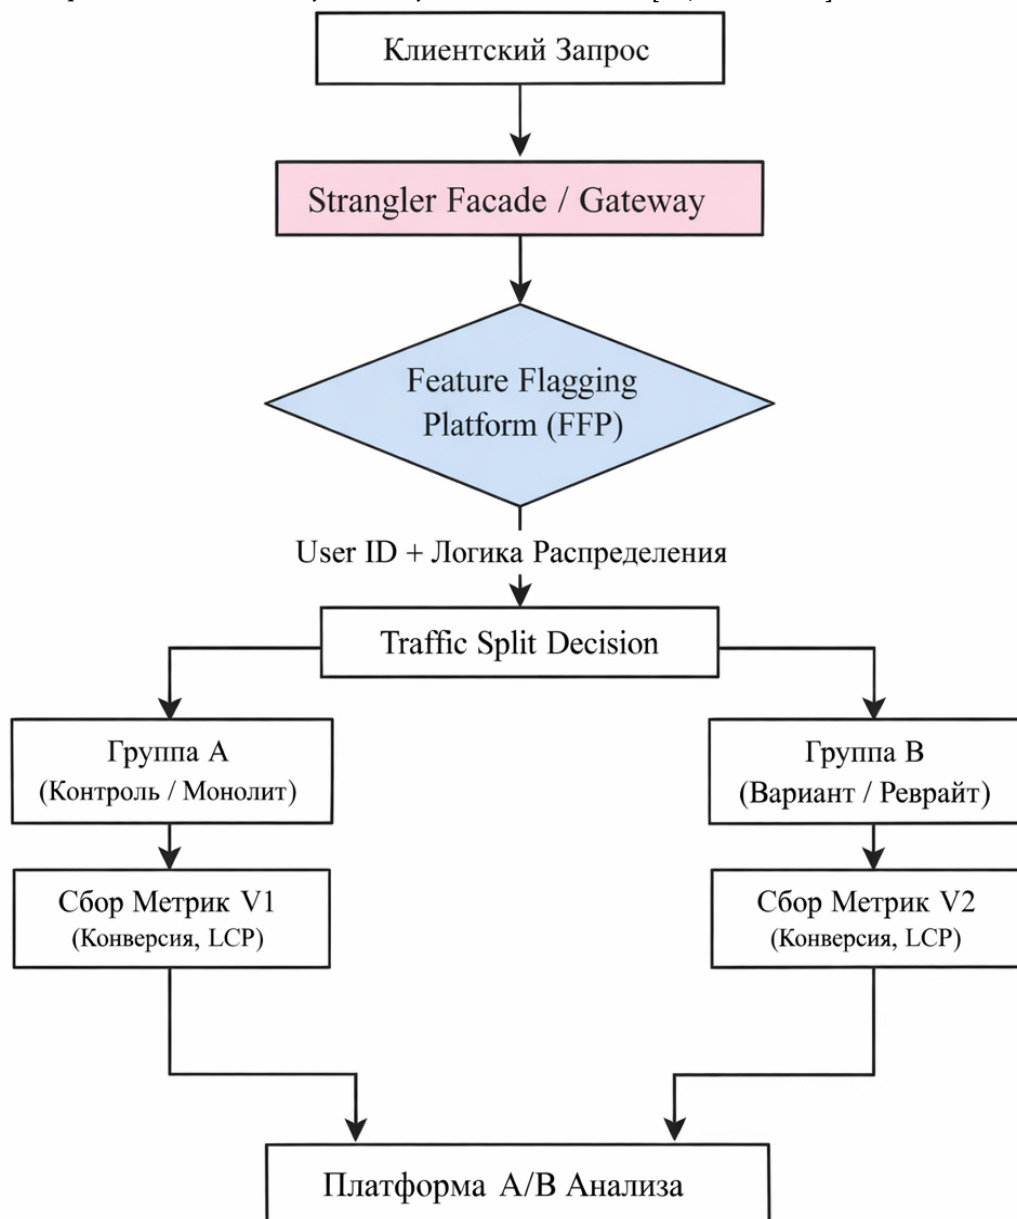 Клиентский Запрос
Strangler Facade / Gateway
Feature Flagging
Platform (FFP)
User ID + Логика Распределения
Traffic Split Decision
Группа A
(Контроль / Монолит)
Группа B
(Вариант / Реврайт)
Сбор Метрик V1
(Конверсия, LCP)
Сбор Метрик V2
(Конверсия, LCP)
Платформа A/B Анализа